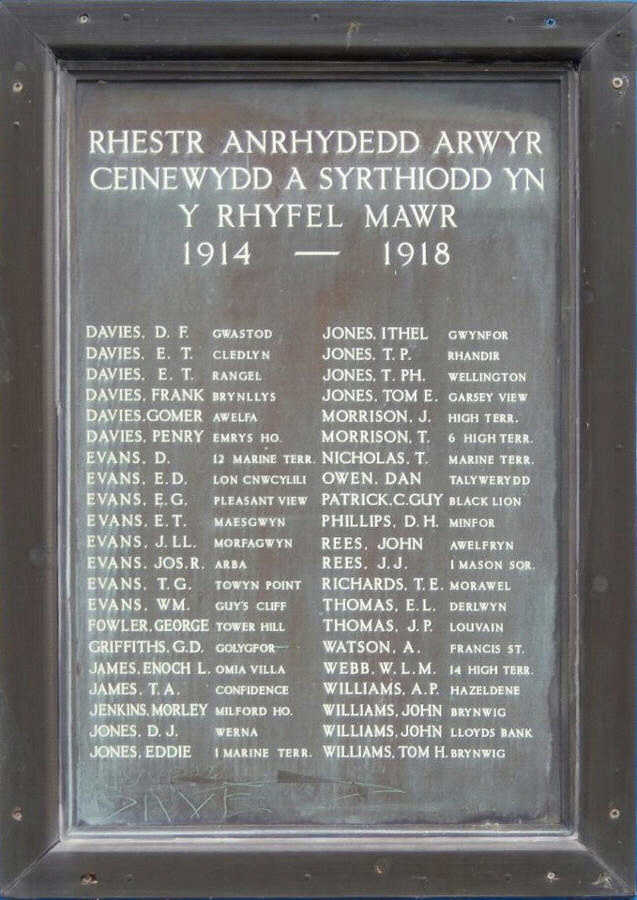 RHESTR ANRHYDEDD ARWYR
CEINEWYDD A SYRTHIODD YN
Y RHYFEL MAWR
1914 — 1918
DAVIES, D. F. GWASTOD
DAVIES, E. T. CLEDLYN
DAVIES, E. T. RANGEL
DAVIES, FRANK BRYNLLYS
DAVIES, GOMER AWELFA
DAVIES, PENRY EMRYS HO.
EVANS, D. 12 MARINE TERR.
EVANS, E.D. LON CNWCYLILI
EVANS, E.G. PLEASANT VIEW
EVANS, E.T. MAESGWYN
EVANS, J. LL. MORFAGWYN
EVANS, JOS.R. ARBA
EVANS, T.G. TOWYN POINT
EVANS, WM. GUY'S CLIFF
FOWLER, GEORGE TOWER HILL
GRIFFITHS, G.D. GOLYGFOR
JAMES, ENOCH L. OMIA VILLA
JAMES, T.A. CONFIDENCE
JENKINS, MORLEY MILFORD HO.
JONES, D. J. WERNA
JONES, EDDIE 1 MARINE TERR.
JONES, ITHEL GWYNFOR
JONES, T. P. RHANDIR
JONES, T. PH. WELLINGTON
JONES, TOM E. GARSEY VIEW
MORRISON, J. HIGH TERR.
MORRISON, T. 6 HIGH TERR.
NICHOLAS, T. MARINE TERR.
OWEN, DAN TALYWERYDD
PATRICK, C.GUY BLACK LION
PHILLIPS, D.H. MINFOR
REES, JOHN AWELFRYN
REES, J.J. 1 MASON SQR.
RICHARDS, T.E. MORAWEL
THOMAS, E.L. DERLWYN
THOMAS, J.P. LOUVAIN
WATSON, A. FRANCIS ST.
WEBB, W.L.M. 14 HIGH TERR.
WILLIAMS, A.P. HAZELDENE
WILLIAMS, JOHN BRYNWIG
WILLIAMS, JOHN LLOYDS BANK
WILLIAMS, TOM H. BRYNWIG